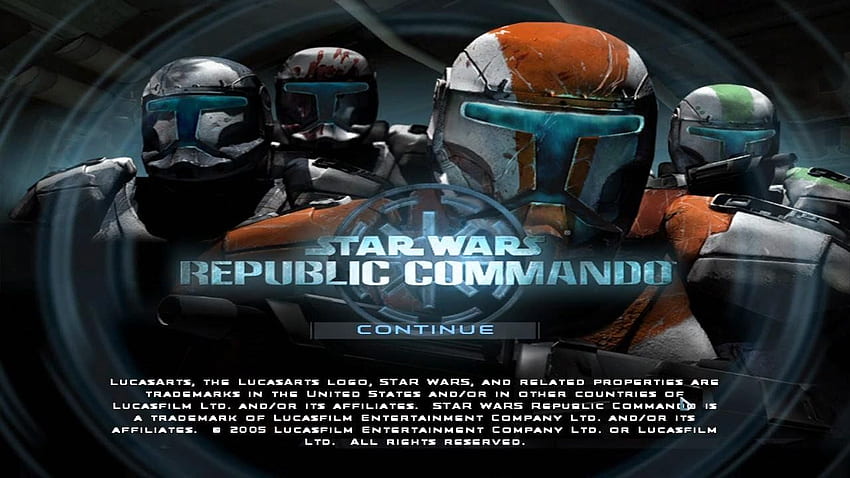 STAR WARS®
REPUBLIC COMMANDO™
CONTINUE
LucasArts, the LucasArts logo, STAR WARS, and related properties are
trademarks in the United States and/or in other countries of
Lucasfilm Ltd. and/or its affiliates. STAR WARS Republic Commando is
a trademark of Lucasfilm Entertainment Company Ltd. and/or its
affiliates. © 2005 Lucasfilm Entertainment Company Ltd. or Lucasfilm
Ltd. All rights reserved.